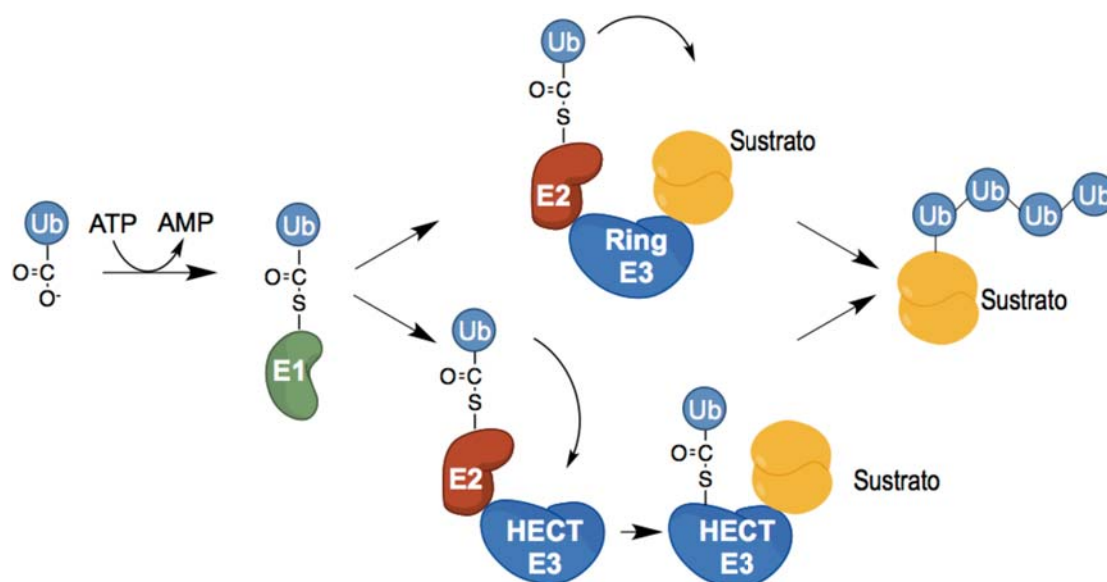 Ub
O=C
O-
ATP
AMP
Ub
O=C
S
E1
Ub
O=C
S
E2
Ring
E3
Sustrato
Ub
O=C
S
E2
HECT
E3
Ub
O=C
S
HECT
E3
Sustrato
Ub
Ub
Ub
Ub
Sustrato